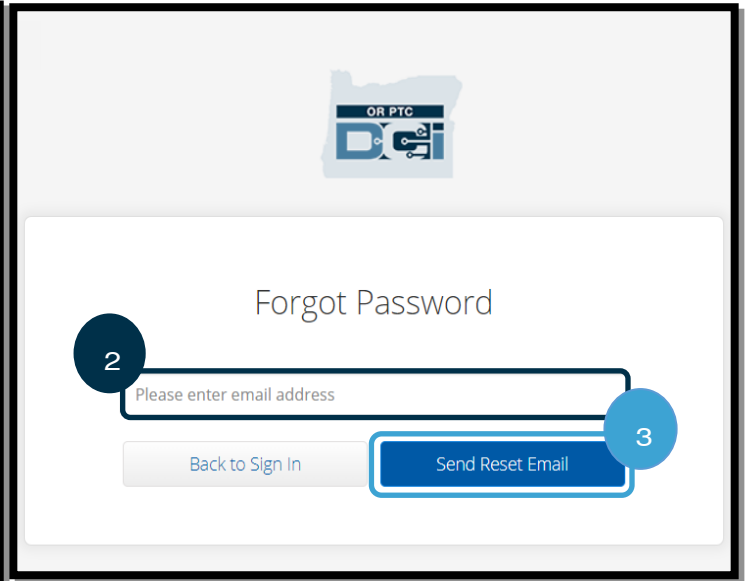 OR PTC
DCi
Forgot Password
2
Please enter email address
3
Back to Sign In
Send Reset Email